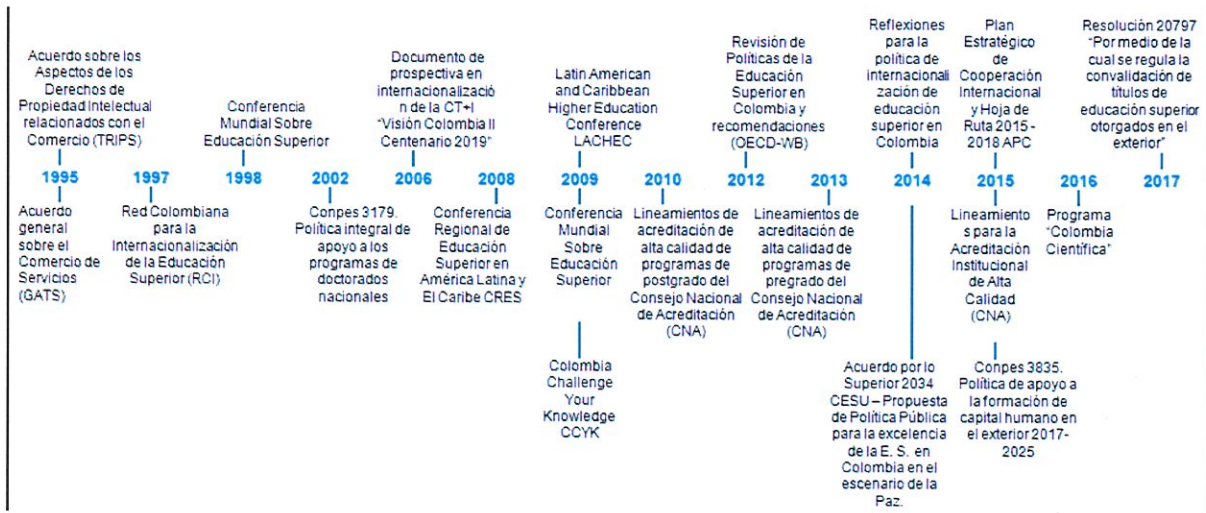 Acuerdo sobre los
Aspectos de los
Derechos de
Propiedad Intelectual
relacionados con el
Comercio (TRIPS)
Conferencia
Mundial Sobre
Educación Superior
Documento de
prospectiva en
internacionalizació
n de la CT+I
"Visión Colombia II
Centenario 2019"
Latin American
and Caribbean
Higher Education
Conference
LACHEC
Revisión de
Políticas de la
Educación
Superior en
Colombia y
recomendaciones
(OECD-WB)
Reflexiones
para la
política de
internacionali
zación de
educación
superior en
Colombia
Plan
Estratégico
de
Cooperación
Internacional
y Hoja de
Ruta 2015-
2018 APC
Resolución 20797
"Por medio de la
cual se regula la
convalidación de
títulos de
educación superior
otorgados en el
exterior"
1995 1997 1998 2002 2006 2008 2009 2010 2012 2013 2014 2015 2016 2017
Acuerdo
general
sobre el
Comercio de
Servicios
(GATS)
Red Colombiana
para la
Internacionalización
de la Educación
Superior (RCI)
Conpes 3179.
Política integral de
apoyo a los
programas de
doctorados
nacionales
Conferencia
Regional de
Educación
Superior en
América Latina y
El Caribe CRES
Conferencia
Mundial
Sobre
Educación
Superior
Lineamientos de
acreditación de
alta calidad de
programas de
postgrado del
Consejo Nacional
de Acreditación
(CNA)
Lineamientos de
acreditación de
alta calidad de
programas de
pregrado del
Consejo Nacional
de Acreditación
(CNA)
Lineamiento
s para la
Acreditación
Institucional
de Alta
Calidad
(CNA)
Programa
"Colombia
Científica"
Colombia
Challenge
Your
Knowledge
CCYK
Acuerdo por lo
Superior 2034
CESU – Propuesta
de Política Pública
para la excelencia
de la E. S. en
Colombia en el
escenario de la
Paz.
Conpes 3835.
Política de apoyo a
la formación de
capital humano en
el exterior 2017-
2025